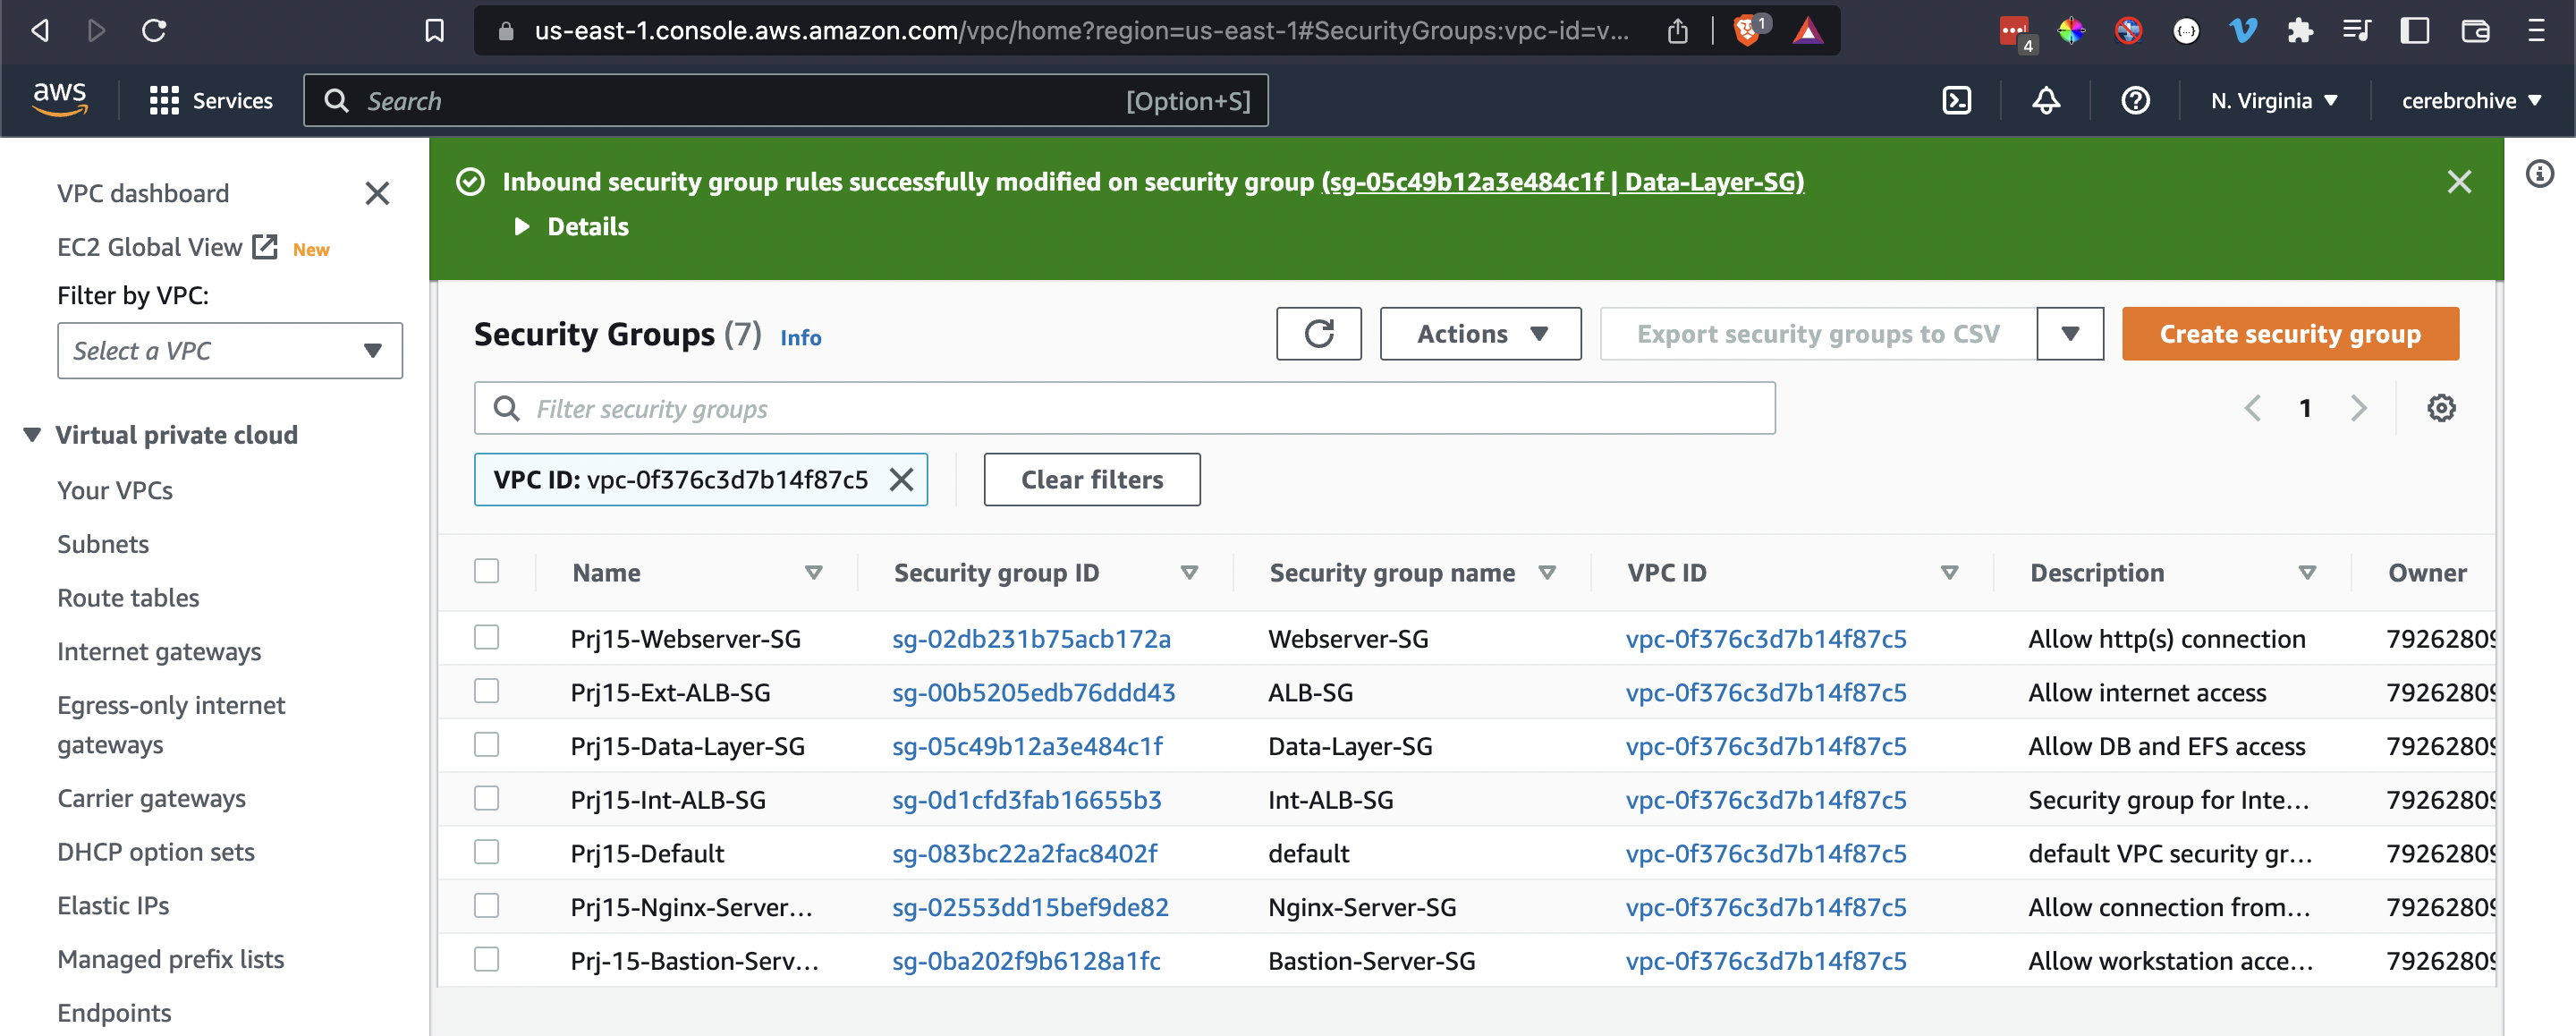 us-east-1.console.aws.amazon.com/vpc/home?region=us-east-1#SecurityGroups:vpc-id=v...
1
4
aws
Services
Search
[Option+S]
N. Virginia
cerebrohive
VPC dashboard
EC2 Global View New
Filter by VPC:
Select a VPC
Virtual private cloud
Your VPCs
Subnets
Route tables
Internet gateways
Egress-only internet
gateways
Carrier gateways
DHCP option sets
Elastic IPs
Managed prefix lists
Endpoints
Inbound security group rules successfully modified on security group (sg-05c49b12a3e484c1f | Data-Layer-SG)
Details
Security Groups (7) Info
Actions
Export security groups to CSV
Create security group
Filter security groups
1
VPC ID: vpc-0f376c3d7b14f87c5
Clear filters
Name Security group ID Security group name VPC ID Description Owner
Prj15-Webserver-SG sg-02db231b75acb172a Webserver-SG vpc-0f376c3d7b14f87c5 Allow http(s) connection 79262809
Prj15-Ext-ALB-SG sg-00b5205edb76ddd43 ALB-SG vpc-0f376c3d7b14f87c5 Allow internet access 79262809
Prj15-Data-Layer-SG sg-05c49b12a3e484c1f Data-Layer-SG vpc-0f376c3d7b14f87c5 Allow DB and EFS access 79262809
Prj15-Int-ALB-SG sg-0d1cfd3fab16655b3 Int-ALB-SG vpc-0f376c3d7b14f87c5 Security group for Inte... 79262809
Prj15-Default sg-083bc22a2fac8402f default vpc-0f376c3d7b14f87c5 default VPC security gr... 79262809
Prj15-Nginx-Server... sg-02553dd15bef9de82 Nginx-Server-SG vpc-0f376c3d7b14f87c5 Allow connection from... 79262809
Prj-15-Bastion-Serv... sg-0ba202f9b6128a1fc Bastion-Server-SG vpc-0f376c3d7b14f87c5 Allow workstation acce... 79262809